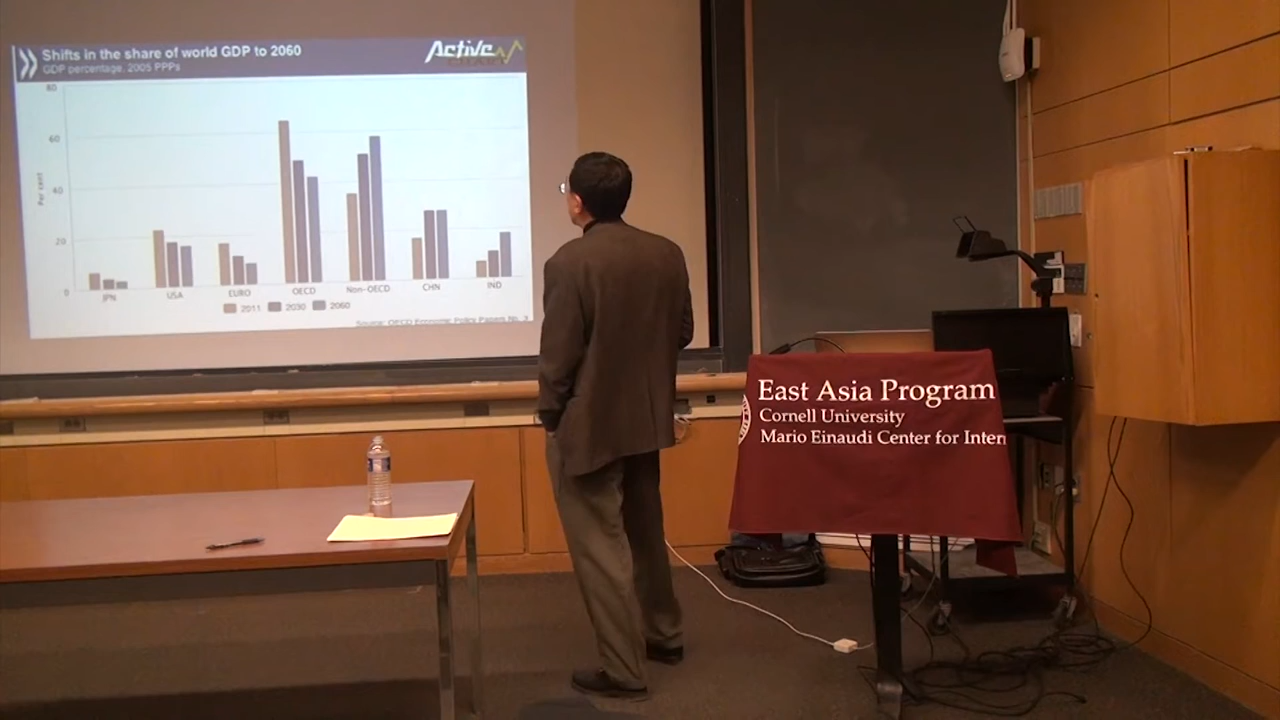 Shifts in the share of world GDP to 2060
GDP percentage, 2005 PPPs
Active
CHART
Per cent
80
60
40
20
0
JPN USA EURO OECD Non-OECD CHN IND
2011 2030 2060
Source: OECD Economic Policy Papers No. 3
East Asia Program
Cornell University
Mario Einaudi Center for Inter